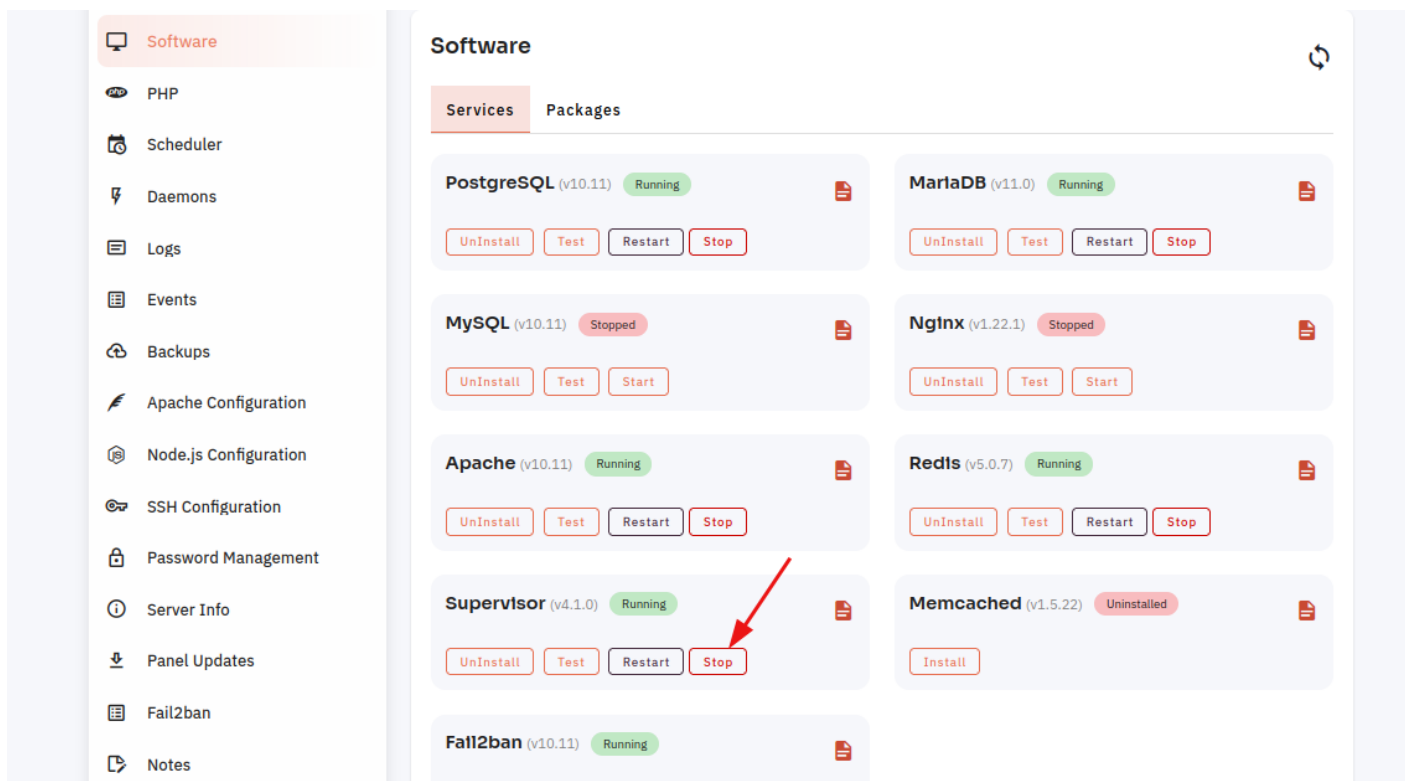 Software
PHP
Scheduler
Daemons
Logs
Events
Backups
Apache Configuration
Node.js Configuration
SSH Configuration
Password Management
Server Info
Panel Updates
Fail2ban
Notes
Software
Services Packages
PostgreSQL (v10.11) Running
UnInstall Test Restart Stop
MariaDB (v11.0) Running
UnInstall Test Restart Stop
MySQL (v10.11) Stopped
UnInstall Test Start
Nginx (v1.22.1) Stopped
UnInstall Test Start
Apache (v10.11) Running
UnInstall Test Restart Stop
Redis (v5.0.7) Running
UnInstall Test Restart Stop
Supervisor (v4.1.0) Running
UnInstall Test Restart Stop
Memcached (v1.5.22) Uninstalled
Install
Fail2ban (v10.11) Running